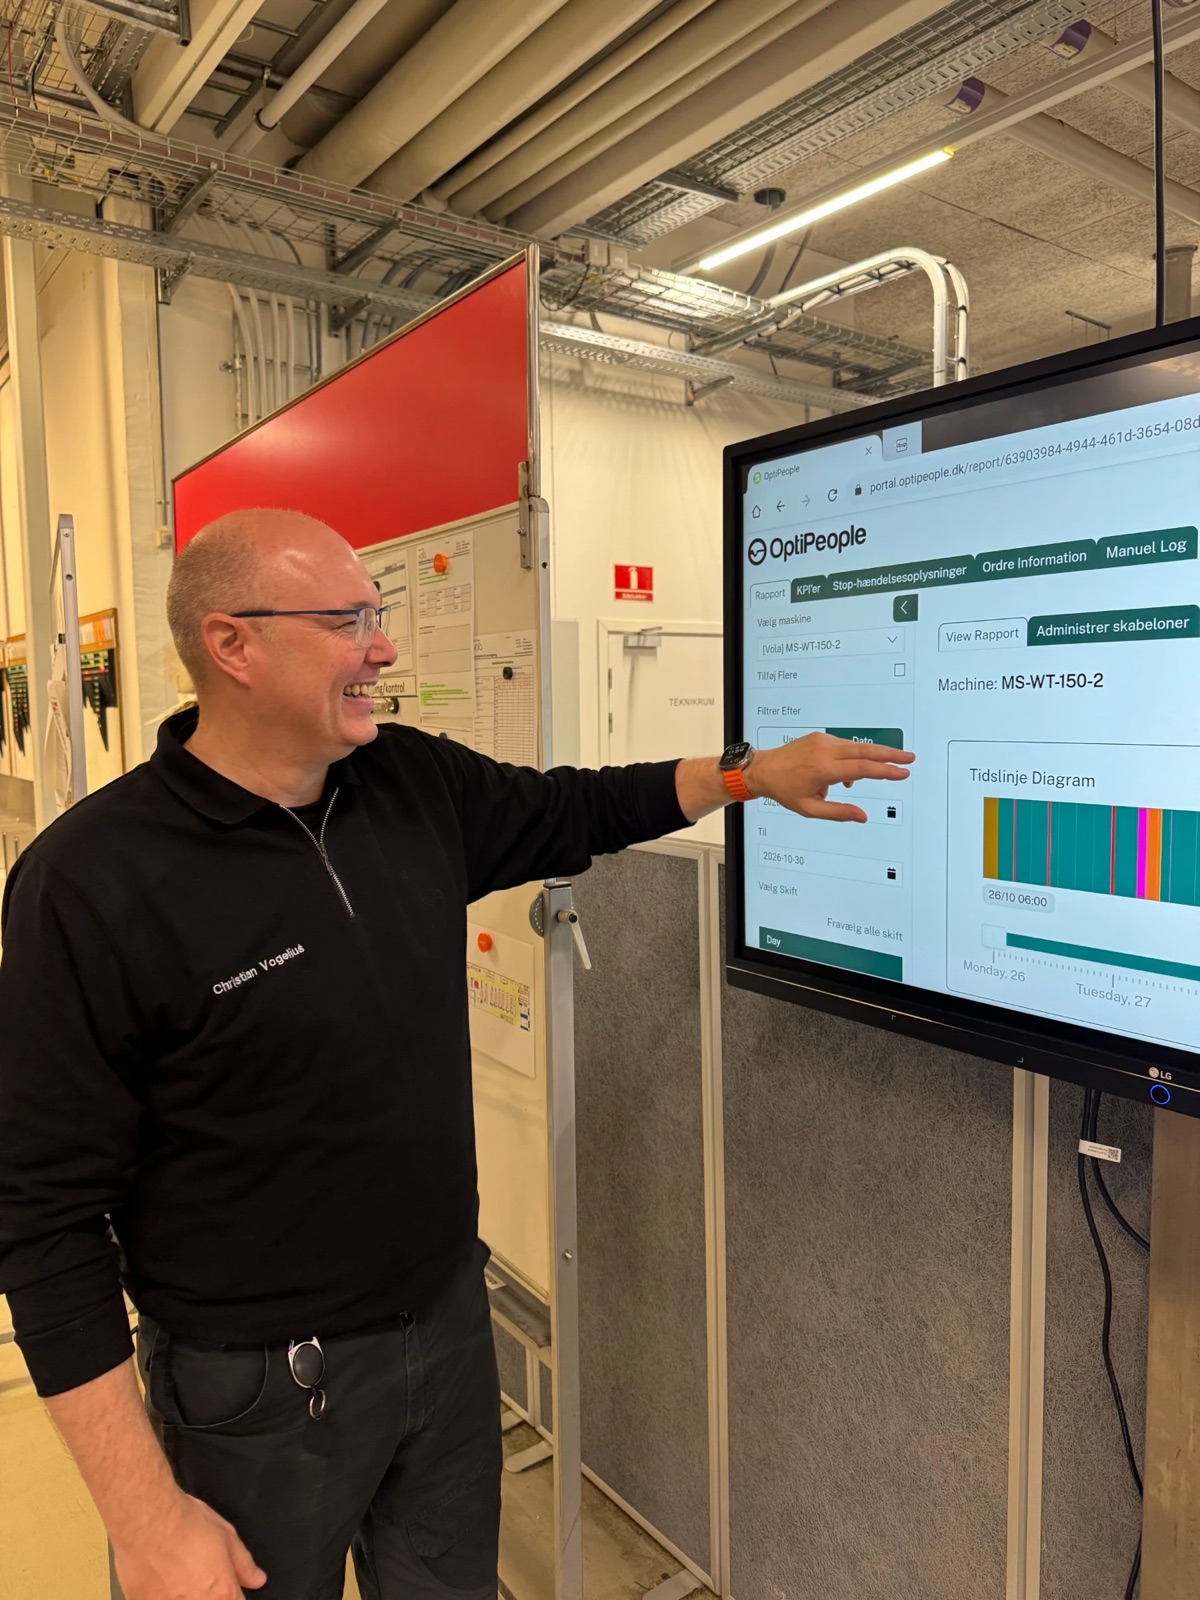 OptiPeople
portal.optipeople.dk/report/63903984-4944-461d-3654-08d
OptiPeople
Rapport
KPI'er
Stop-hændelsesoplysninger
Ordre Information
Manuel Log
Vælg maskine
[Vola] MS-WT-150-2
Tilføj Flere
Filtrer Efter
Dato
Til
2026-10-30
Vælg Skift
Fravælg alle skift
Day
View Rapport
Administrer skabeloner
Machine: MS-WT-150-2
Tidslinje Diagram
26/10 06:00
Monday, 26
Tuesday, 27
LG
TEKNIKRUM
ng/kontrol
Christian Vogelius